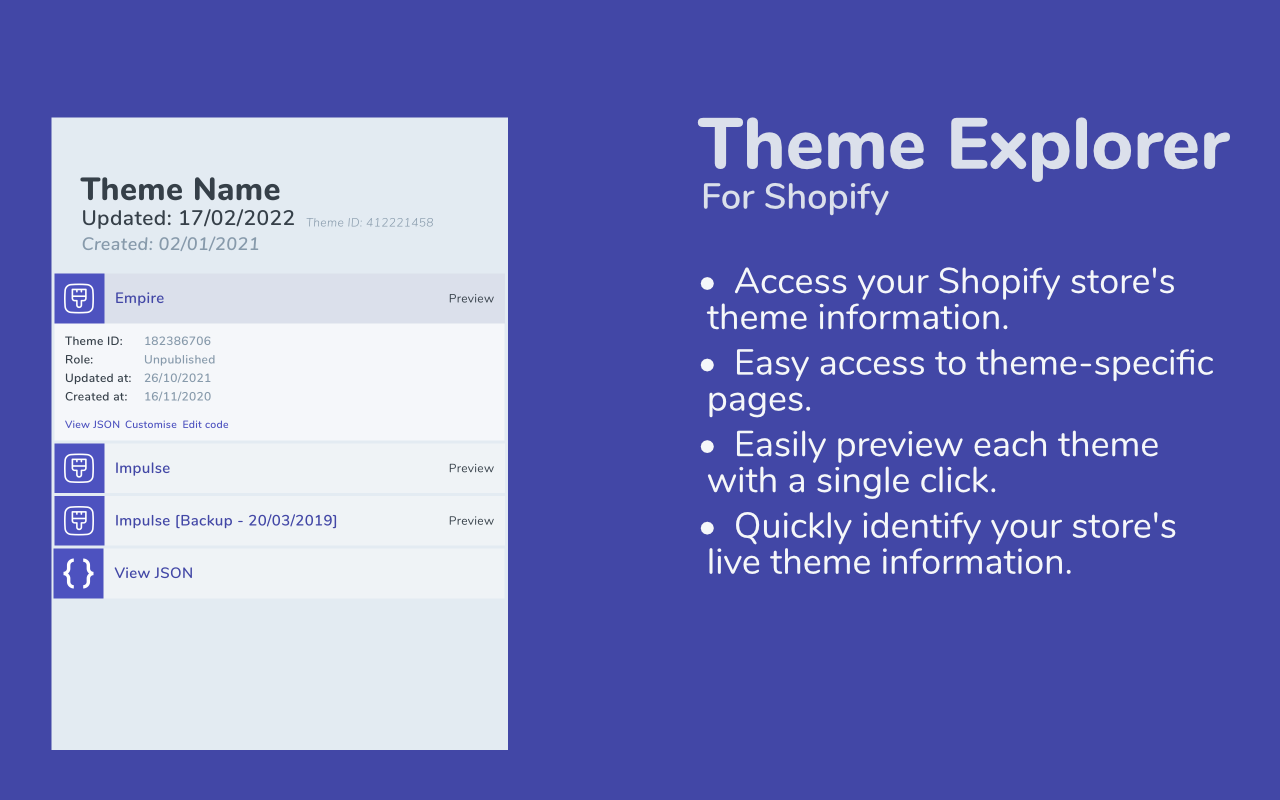 Theme Name
Updated: 17/02/2022 Theme ID: 412221458
Created: 02/01/2021
Empire Preview
Theme ID: 182386706
Role: Unpublished
Updated at: 26/10/2021
Created at: 16/11/2020
View JSON Customise Edit code
Impulse Preview
Impulse [Backup - 20/03/2019] Preview
{ } View JSON
Theme Explorer
For Shopify
• Access your Shopify store's
theme information.
• Easy access to theme-specific
pages.
• Easily preview each theme
with a single click.
• Quickly identify your store's
live theme information.